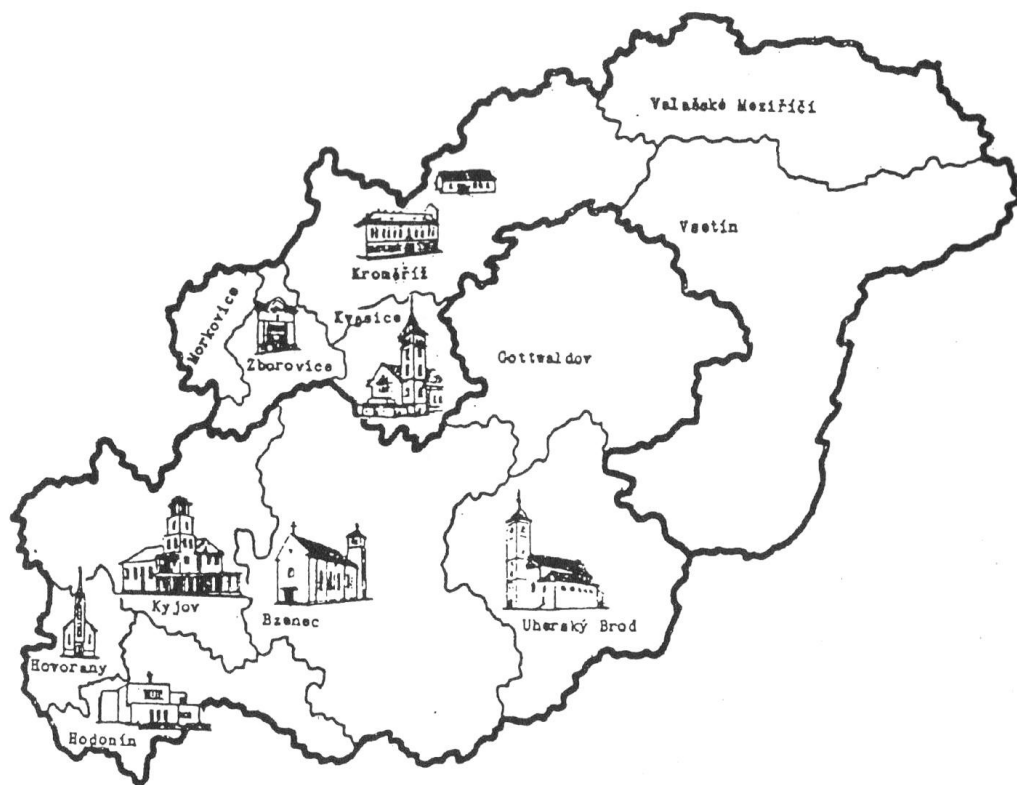 Valašské Meziříčí
Vsetín
Kroměříž
Morkovice
Kvasice
Zborovice
Gottwaldov
Kyjov
Bzenec
Uherský Brod
Hovorany
Hodonín